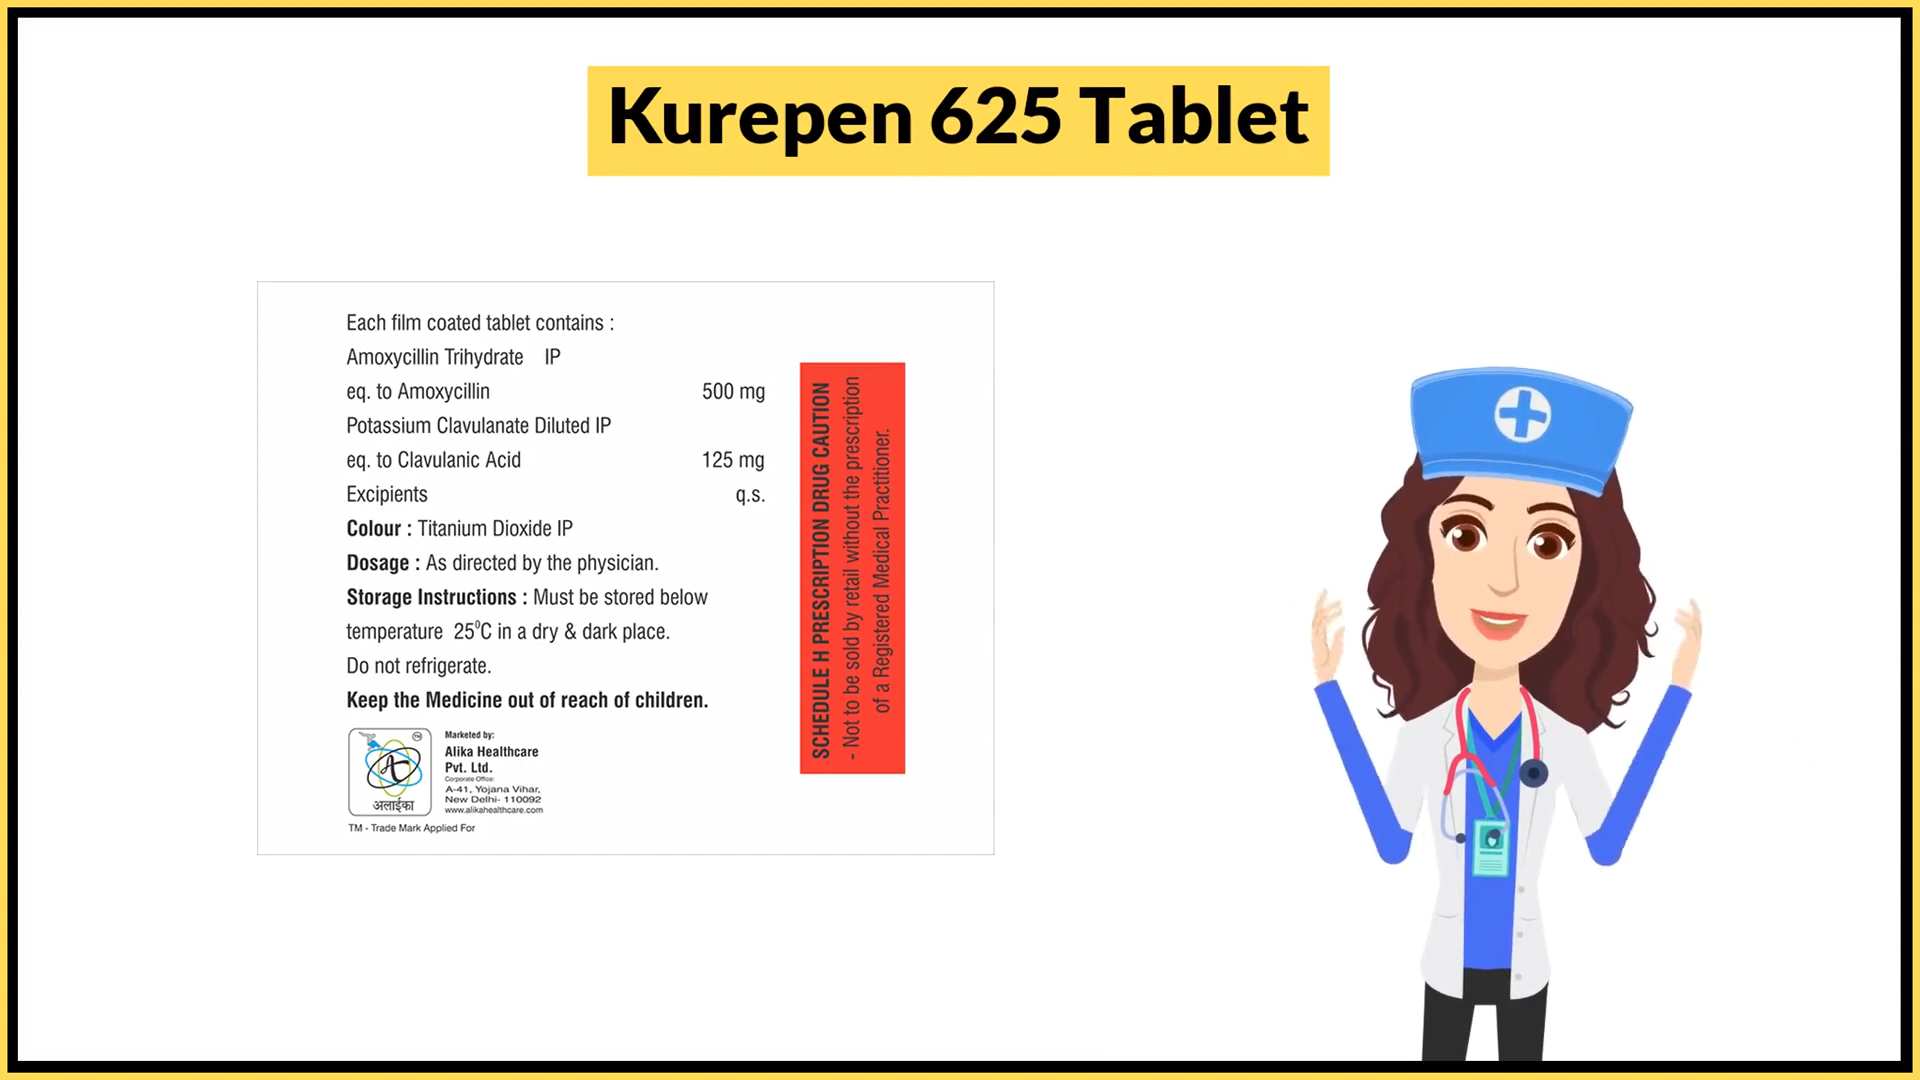 Kurepen 625 Tablet
Each film coated tablet contains :
Amoxycillin Trihydrate IP
eq. to Amoxycillin 500 mg
Potassium Clavulanate Diluted IP
eq. to Clavulanic Acid 125 mg
Excipients q.s.
Colour : Titanium Dioxide IP
Dosage : As directed by the physician.
Storage Instructions : Must be stored below
temperature 25⁰C in a dry & dark place.
Do not refrigerate.
Keep the Medicine out of reach of children.
SCHEDULE H PRESCRIPTION DRUG CAUTION
- Not to be sold by retail without the prescription
of a Registered Medical Practitioner.
TM
अलाईका
Marketed by:
Alika Healthcare
Pvt. Ltd.
Corporate Office:
A-41, Yojana Vihar,
New Delhi- 110092
www.alikahealthcare.com
TM - Trade Mark Applied For